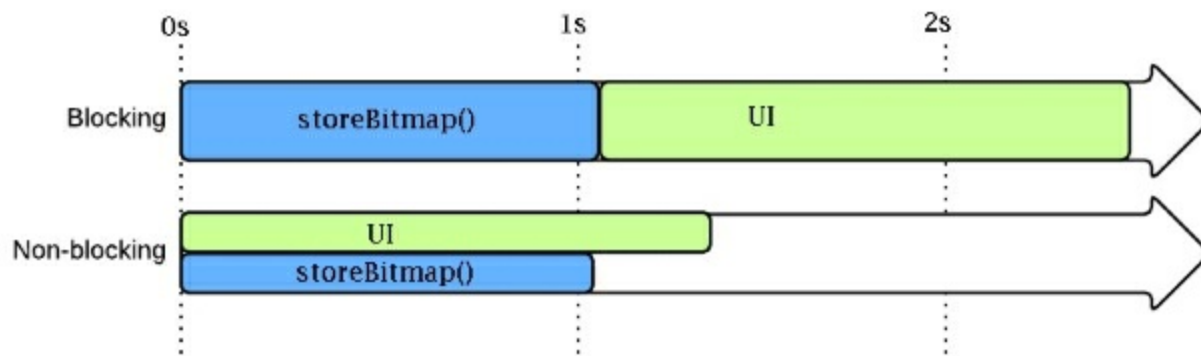 0s 1s 2s
Blocking storeBitmap() UI
Non-blocking UI
storeBitmap()